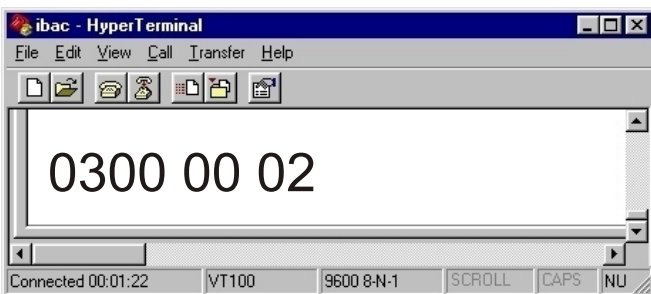 ibac - HyperTerminal
File Edit View Call Transfer Help
0300 00 02
Connected 00:01:22 VT100 9600 8-N-1 SCROLL CAPS NU